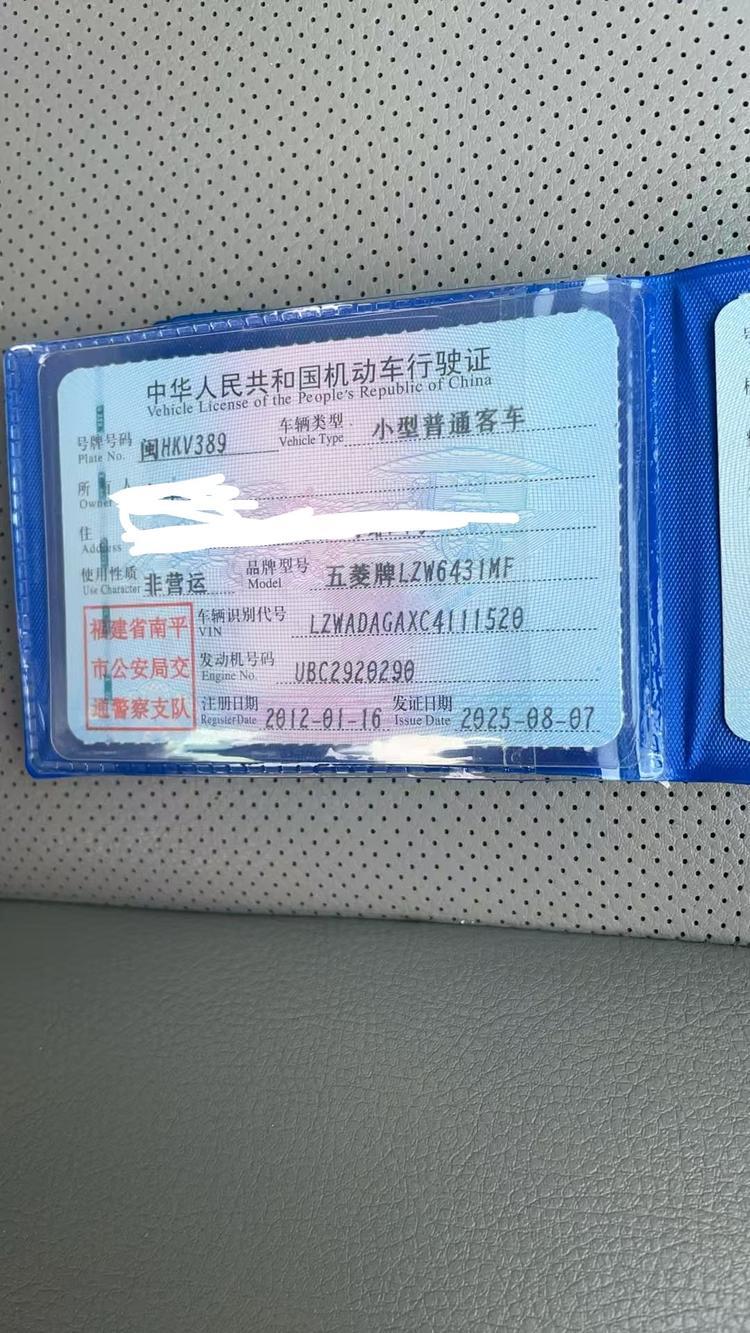 中华人民共和国机动车行驶证
Vehicle License of the People's Republic of China
号牌号码 闽HKV389 车辆类型 小型普通客车
Plate No. Vehicle Type
所 人
Owner
住
Address
使用性质 非营运 品牌型号 五菱牌LZW6431MF
Use Character Model
福建省南平
市公安局交
通警察支队
车辆识别代号 LZWADAGAXC4111520
VIN
发动机号码 UBC2920290
Engine No.
注册日期 2012-01-16 发证日期 2025-08-07
Register Date Issue Date